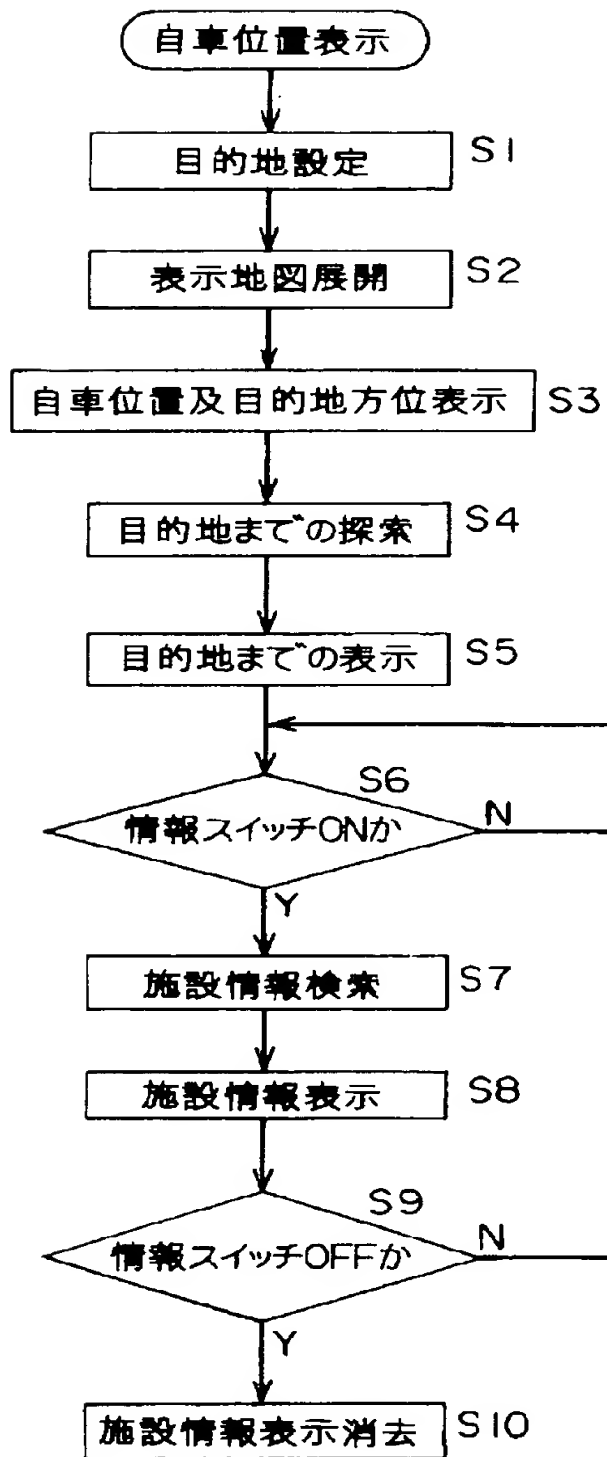 自車位置表示
目的地設定 S1
表示地図展開 S2
自車位置及目的地方位表示 S3
目的地までの探索 S4
目的地までの表示 S5
S6
情報スイッチONか N
Y
施設情報検索 S7
施設情報表示 S8
S9
情報スイッチOFFか N
Y
施設情報表示消去 S10